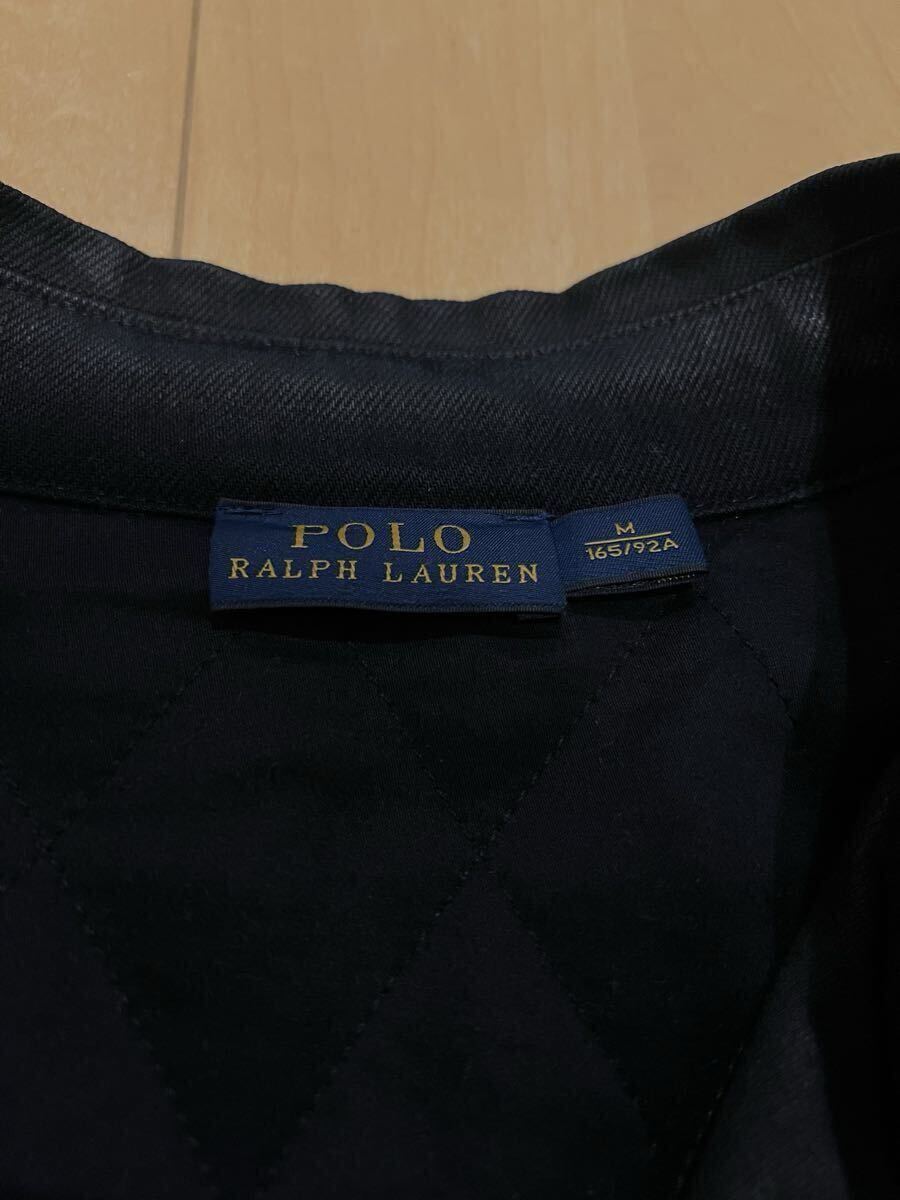 POLO
RALPH LAUREN
M
165/92A